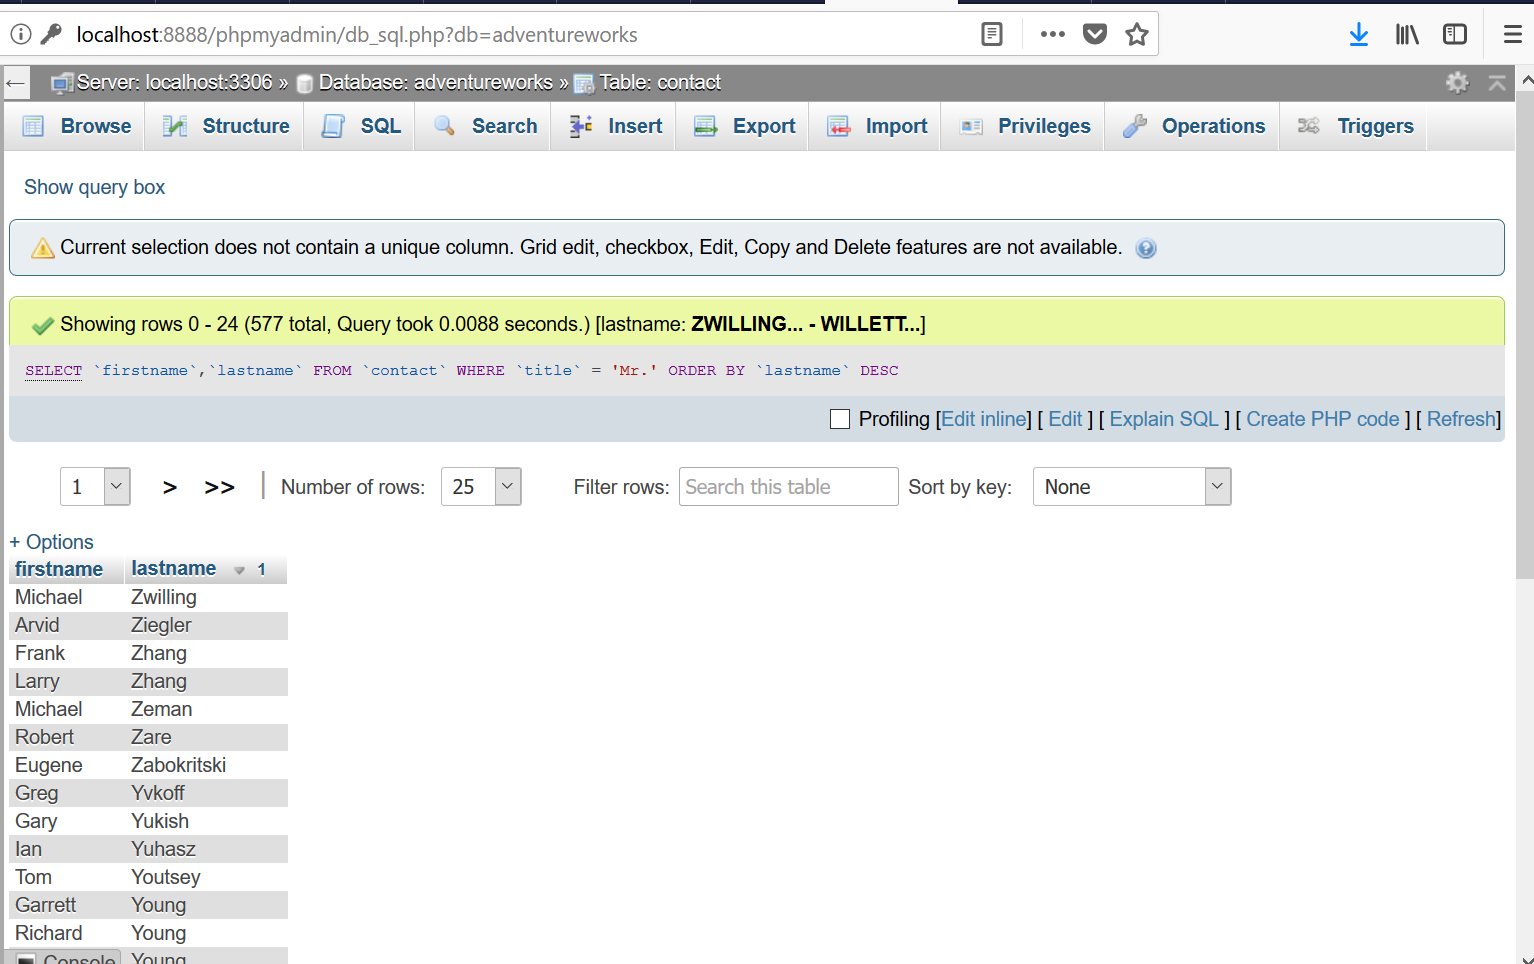 localhost:8888/phpmyadmin/db_sql.php?db=adventureworks
Server: localhost:3306 » Database: adventureworks » Table: contact
Browse Structure SQL Search Insert Export Import Privileges Operations Triggers
Show query box
Current selection does not contain a unique column. Grid edit, checkbox, Edit, Copy and Delete features are not available.
Showing rows 0 - 24 (577 total, Query took 0.0088 seconds.) [lastname: ZWILLING... - WILLETT...]
SELECT `firstname`,`lastname` FROM `contact` WHERE `title` = 'Mr.' ORDER BY `lastname` DESC
Profiling [Edit inline] [ Edit ] [ Explain SQL ] [ Create PHP code ] [ Refresh]
1 > >> | Number of rows: 25 Filter rows: Search this table Sort by key: None
+ Options
firstname lastname 1
Michael Zwilling
Arvid Ziegler
Frank Zhang
Larry Zhang
Michael Zeman
Robert Zare
Eugene Zabokritski
Greg Yvkoff
Gary Yukish
Ian Yuhasz
Tom Youtsey
Garrett Young
Richard Young
Console Young